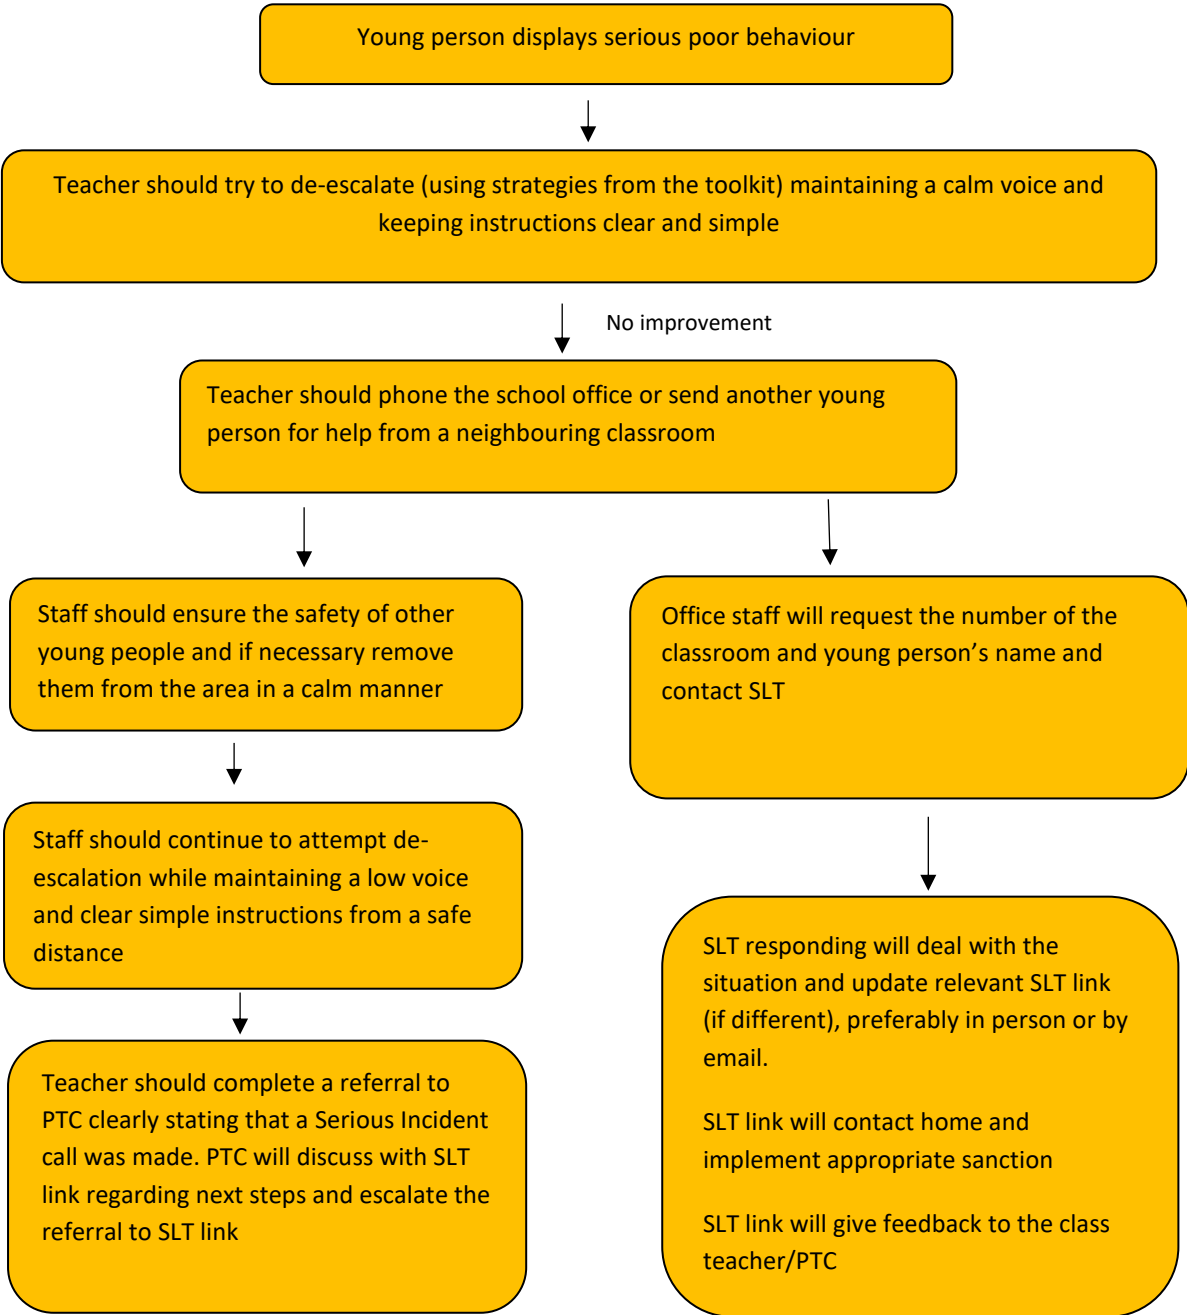 Young person displays serious poor behaviour
Teacher should try to de-escalate (using strategies from the toolkit) maintaining a calm voice and
keeping instructions clear and simple
No improvement
Teacher should phone the school office or send another young
person for help from a neighbouring classroom
Staff should ensure the safety of other
young people and if necessary remove
them from the area in a calm manner
Staff should continue to attempt de-
escalation while maintaining a low voice
and clear simple instructions from a safe
distance
Teacher should complete a referral to
PTC clearly stating that a Serious Incident
call was made. PTC will discuss with SLT
link regarding next steps and escalate the
referral to SLT link
Office staff will request the number of the
classroom and young person’s name and
contact SLT
SLT responding will deal with the
situation and update relevant SLT link
(if different), preferably in person or by
email.
SLT link will contact home and
implement appropriate sanction
SLT link will give feedback to the class
teacher/PTC